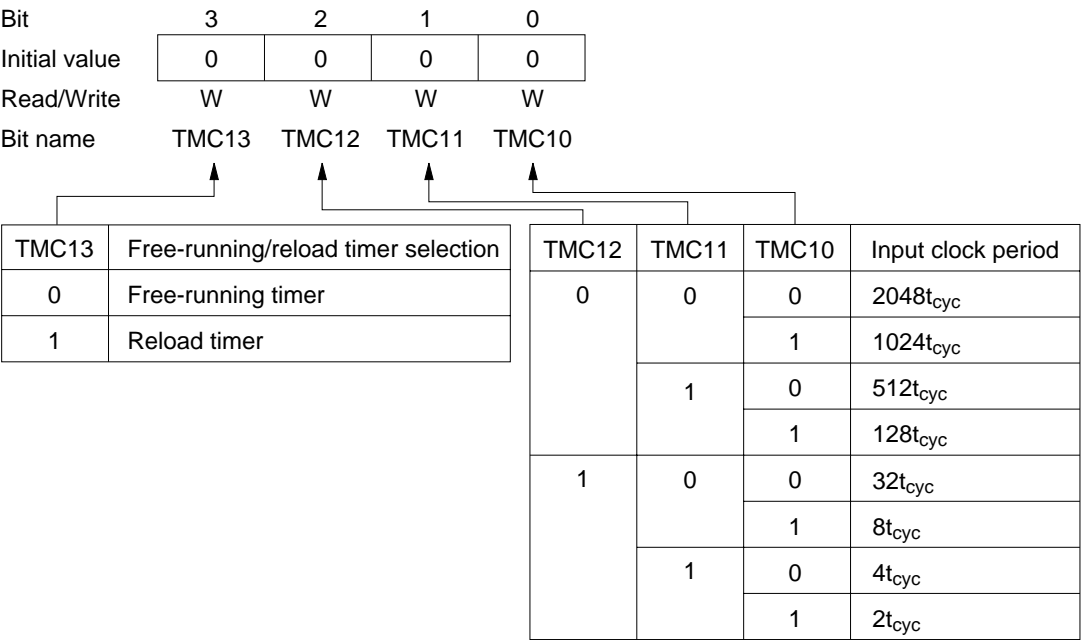 Bit 3 2 1 0
Initial value 0 0 0 0
Read/Write W W W W
Bit name TMC13 TMC12 TMC11 TMC10
TMC13 Free-running/reload timer selection
0 Free-running timer
1 Reload timer
TMC12 TMC11 TMC10 Input clock period
0 0 0 2048tcyc
1 1024tcyc
1 0 512tcyc
1 128tcyc
1 0 0 32tcyc
1 8tcyc
1 0 4tcyc
1 2tcyc